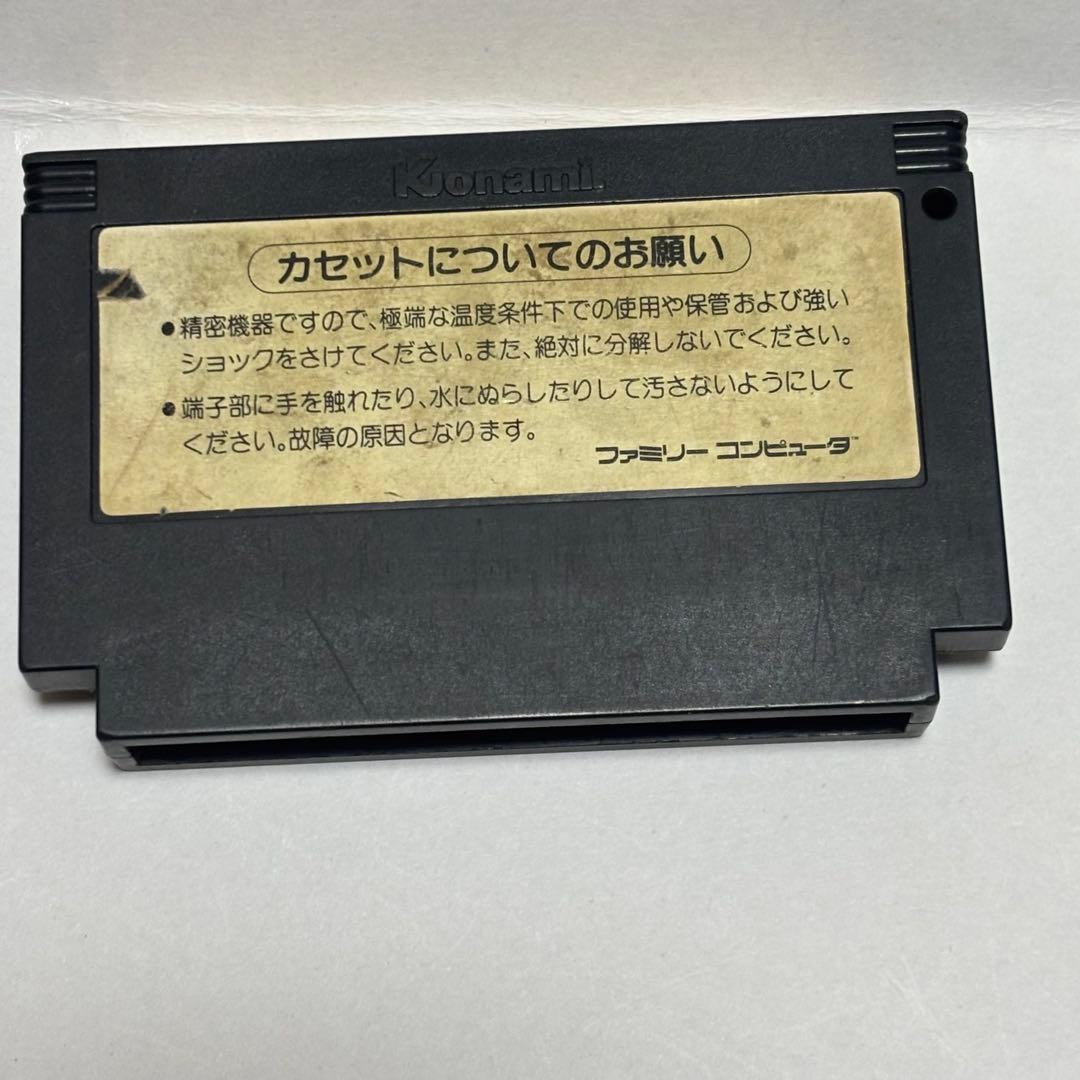 Konami
カセットについてのお願い
●精密機器ですので、極端な温度条件下での使用や保管および強い
ショックをさけてください。また、絶対に分解しないでください。
●端子部に手を触れたり、水にぬらしたりして汚さないようにして
ください。故障の原因となります。
ファミリー コンピュータ™